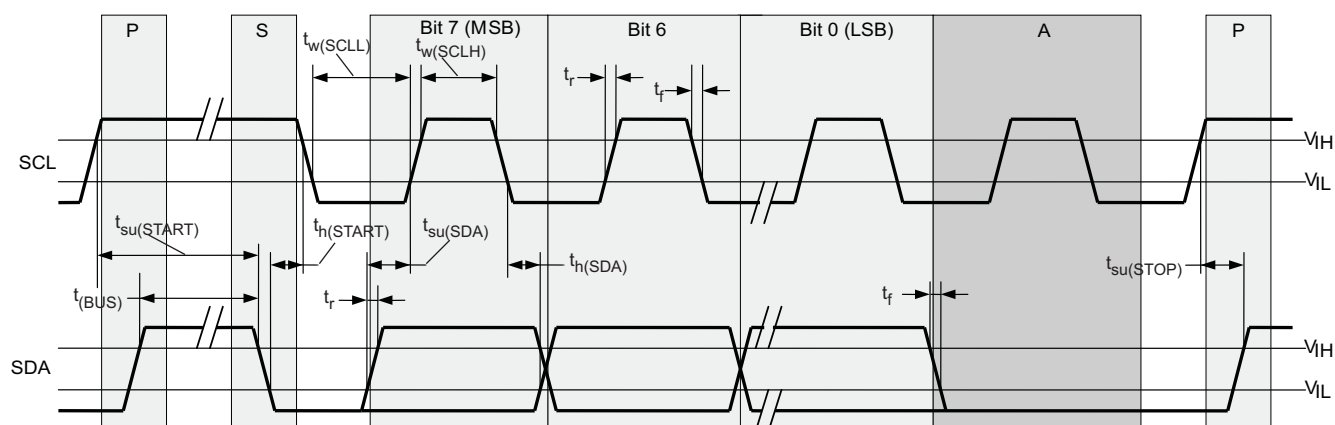 P
S
Bit 7 (MSB)
Bit 6
Bit 0 (LSB)
A
P
tw(SCLL)
tw(SCLH)
tr
tf
SCL
VIH
VIL
tsu(START)
th(START)
tsu(SDA)
th(SDA)
tsu(STOP)
t(BUS)
tr
tf
SDA
VIH
VIL